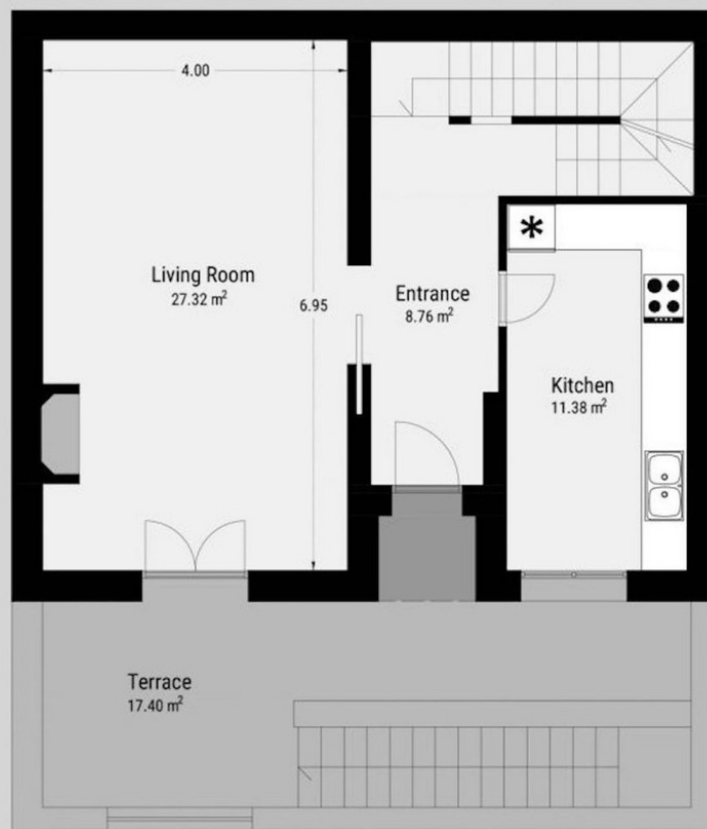 4.00
Living Room
27.32 m²
6.95
Entrance
8.76 m²
Kitchen
11.38 m²
Terrace
17.40 m²